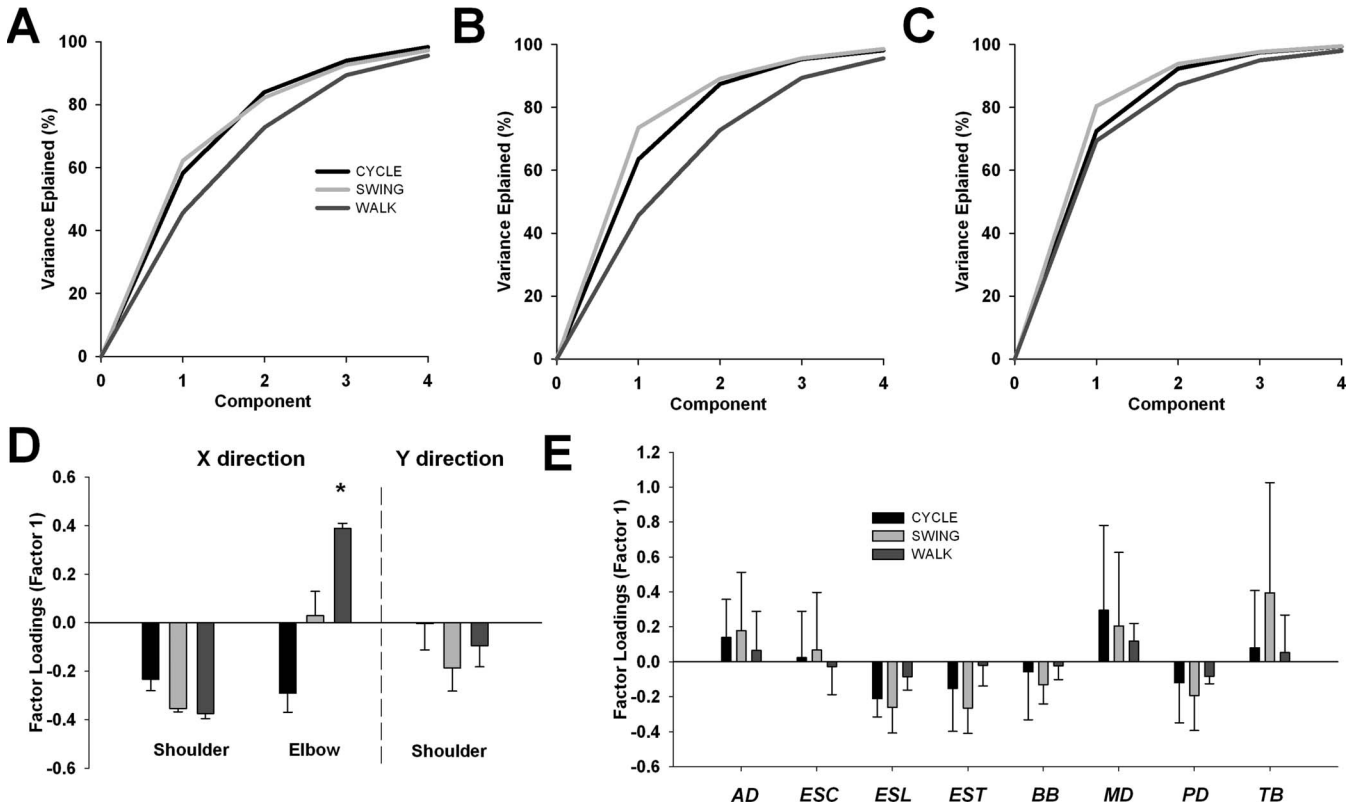 A
100
80
60
40
20
0
Variance Eplained (%)
0 1 2 3 4
Component
CYCLE
SWING
WALK
B
100
80
60
40
20
0
Variance Eplained (%)
0 1 2 3 4
Component
C
100
80
60
40
20
0
Variance Eplained (%)
0 1 2 3 4
Component
D
X direction Y direction
0.6
0.4
0.2
0.0
-0.2
-0.4
-0.6
Factor Loadings (Factor 1)
*
Shoulder Elbow Shoulder
E
1.2
1.0
0.8
0.6
0.4
0.2
0.0
-0.2
-0.4
-0.6
Factor Loadings (Factor 1)
CYCLE
SWING
WALK
AD ESC ESL EST BB MD PD TB